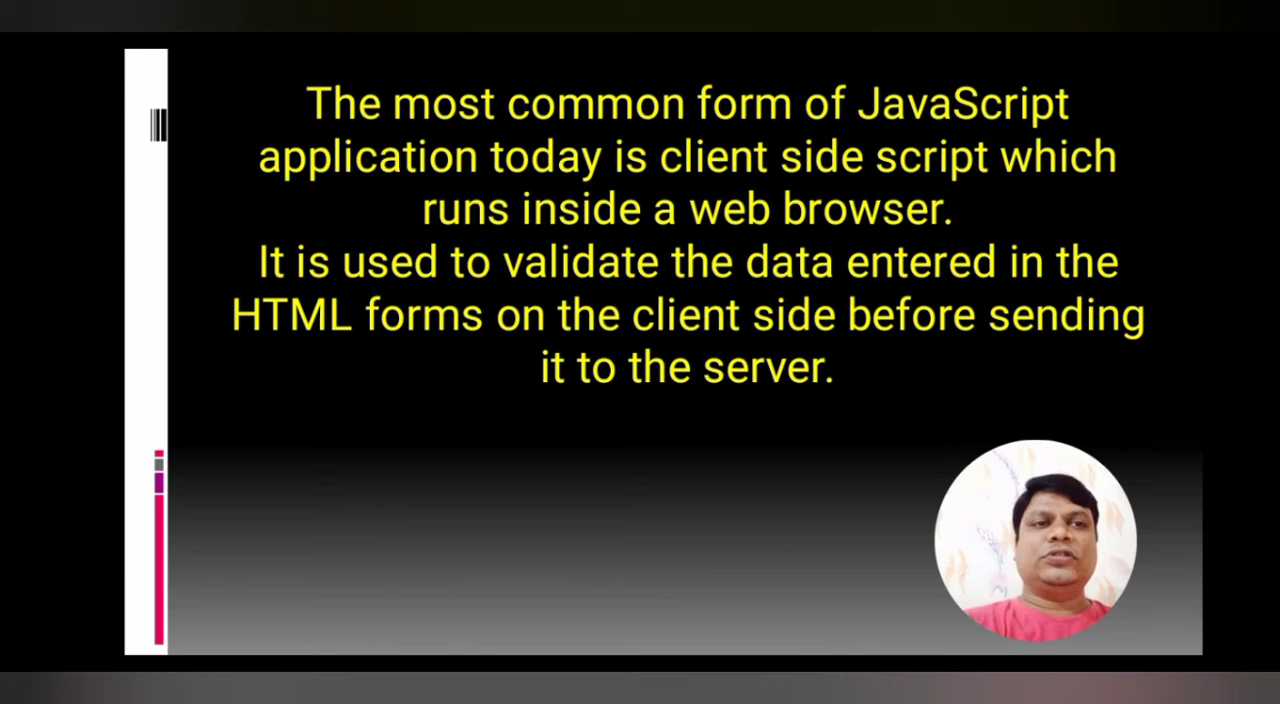 The most common form of JavaScript
application today is client side script which
runs inside a web browser.
It is used to validate the data entered in the
HTML forms on the client side before sending
it to the server.